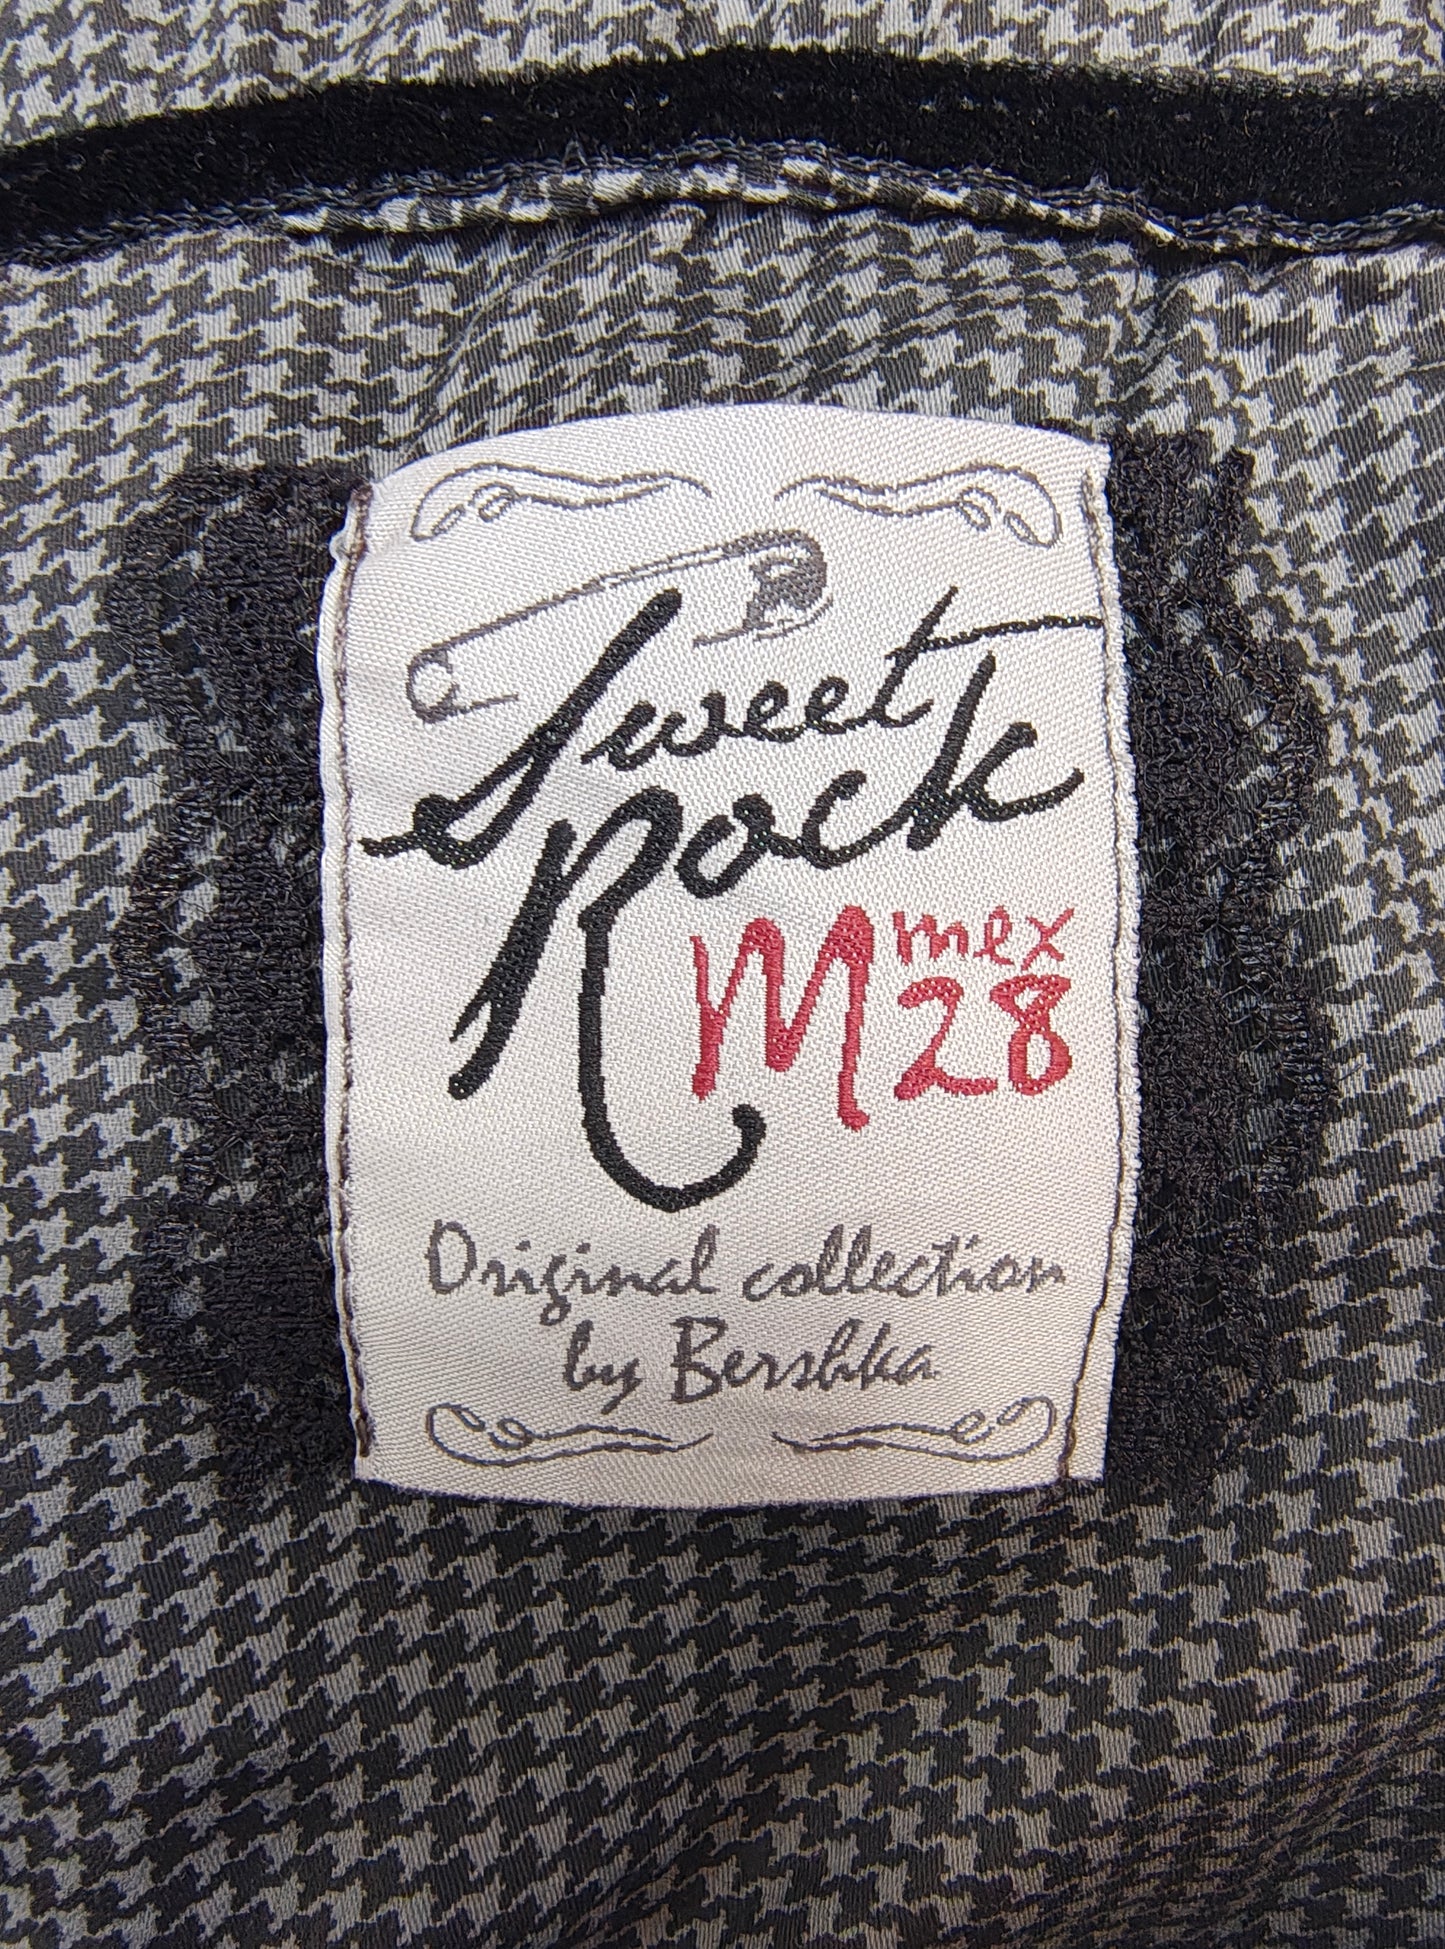 B
Sweet
Rock
M mex
28
Original collection
by Bershka